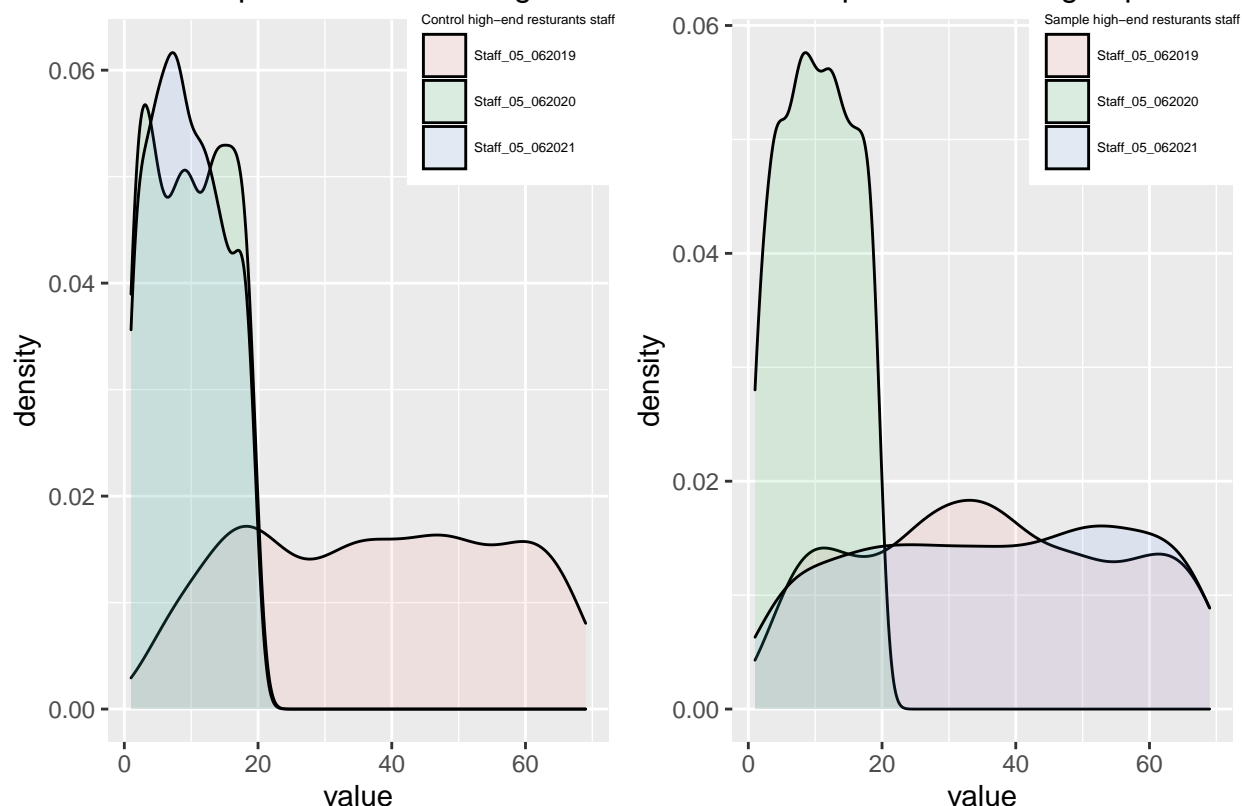 Control high−end resturants staff
Staff_05_062019
Staff_05_062020
Staff_05_062021
0.06
0.04
0.02
0.00
density
0
20
40
60
value
Sample high−end resturants staff
Staff_05_062019
Staff_05_062020
Staff_05_062021
0.06
0.04
0.02
0.00
density
0
20
40
60
value